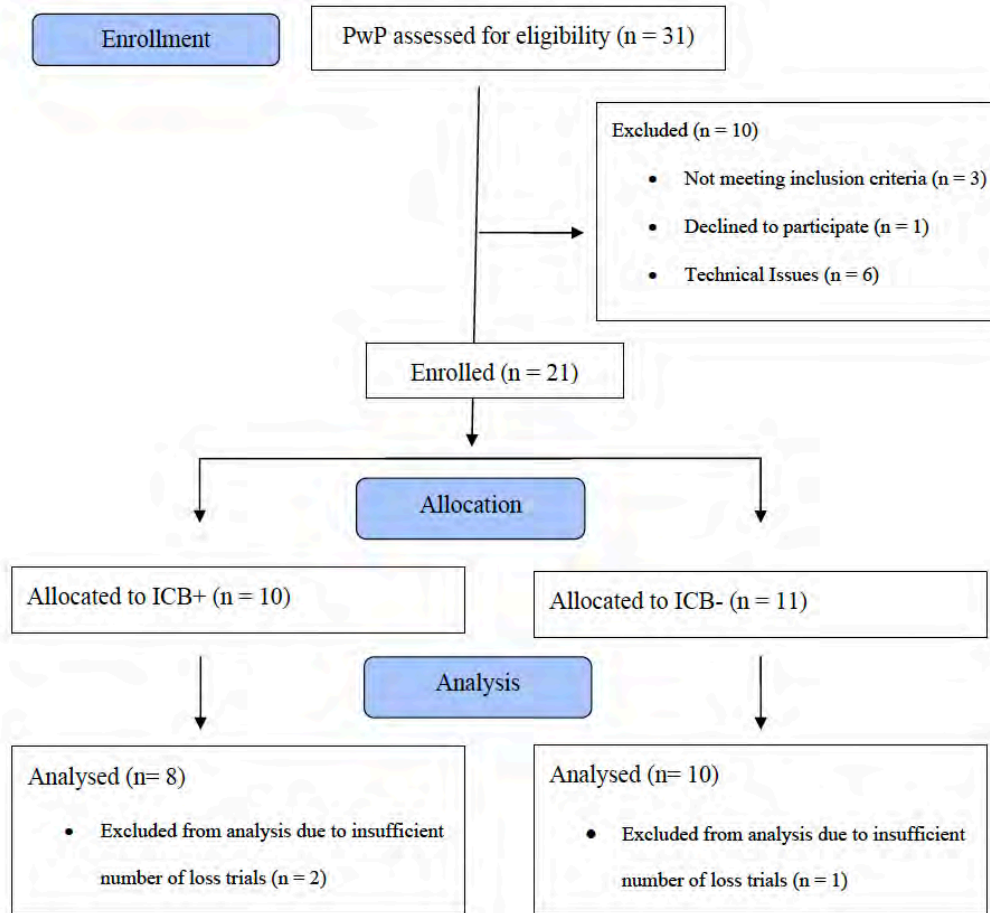 Enrollment
PwP assessed for eligibility (n = 31)
Excluded (n = 10)
• Not meeting inclusion criteria (n = 3)
• Declined to participate (n = 1)
• Technical Issues (n = 6)
Enrolled (n = 21)
Allocation
Allocated to ICB+ (n = 10)
Allocated to ICB- (n = 11)
Analysis
Analysed (n= 8)
• Excluded from analysis due to insufficient
number of loss trials (n = 2)
Analysed (n= 10)
• Excluded from analysis due to insufficient
number of loss trials (n = 1)